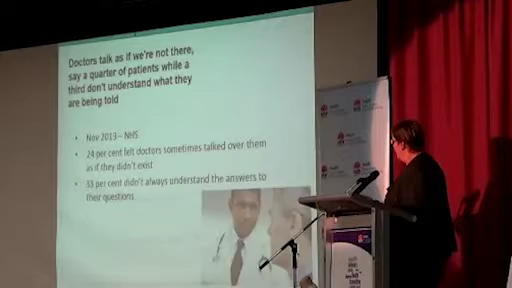 Doctors talk as if we're not there,
say a quarter of patients while a
third don't understand what they
are being told
• Nov 2013 – NHS
• 24 per cent felt doctors sometimes talked over them
as if they didn't exist
• 33 per cent didn't always understand the answers to
their questions